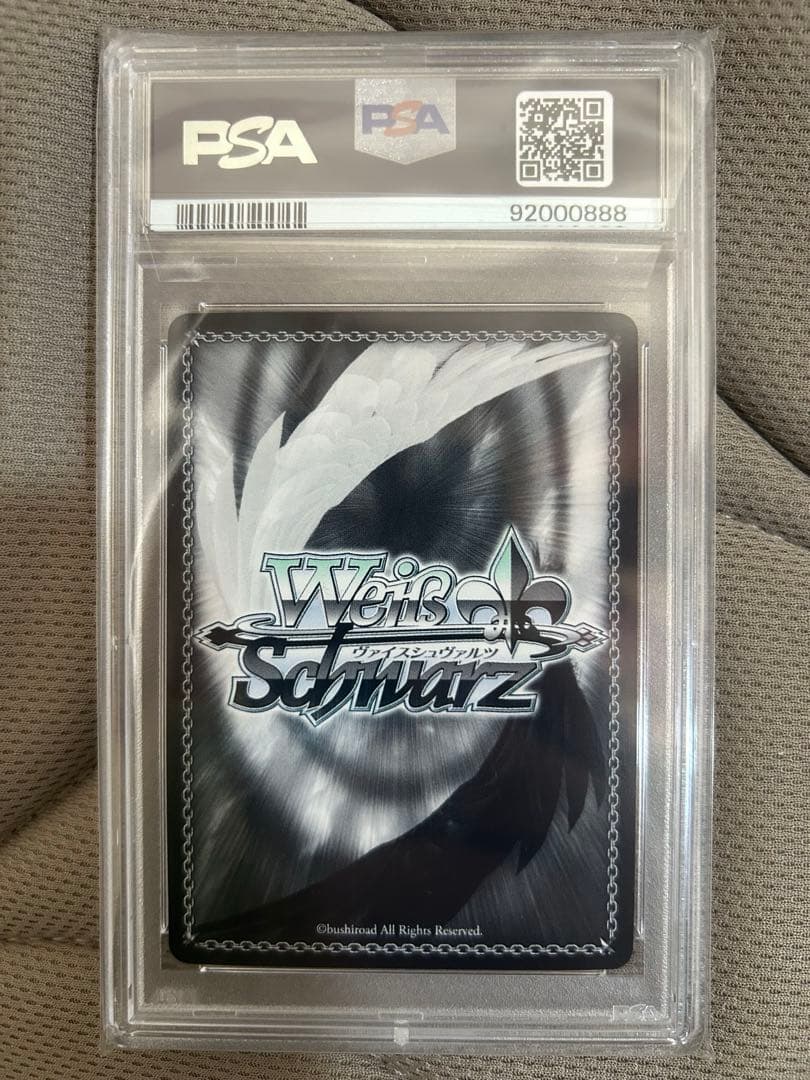 PSA
PSA
92000888
Weiß
ヴァイスシュヴァルツ
Schwarz
©bushiroad All Rights Reserved.
PSA